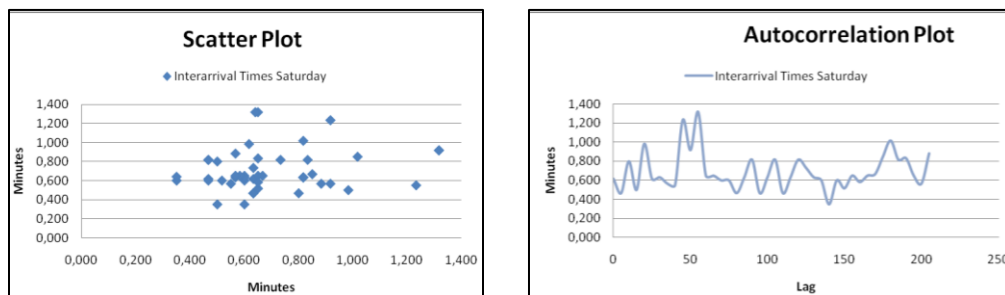 Scatter Plot
Interarrival Times Saturday
Minutes
1,400
1,200
1,000
0,800
0,600
0,400
0,200
0,000
0,000 0,200 0,400 0,600 0,800 1,000 1,200 1,400
Minutes
Autocorrelation Plot
Interarrival Times Saturday
Minutes
1,400
1,200
1,000
0,800
0,600
0,400
0,200
0,000
0 50 100 150 200 250
Lag